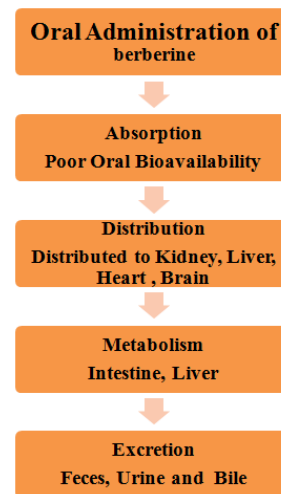 Oral Administration of
berberine
Absorption
Poor Oral Bioavailability
Distribution
Distributed to Kidney, Liver,
Heart , Brain
Metabolism
Intestine, Liver
Excretion
Feces, Urine and Bile